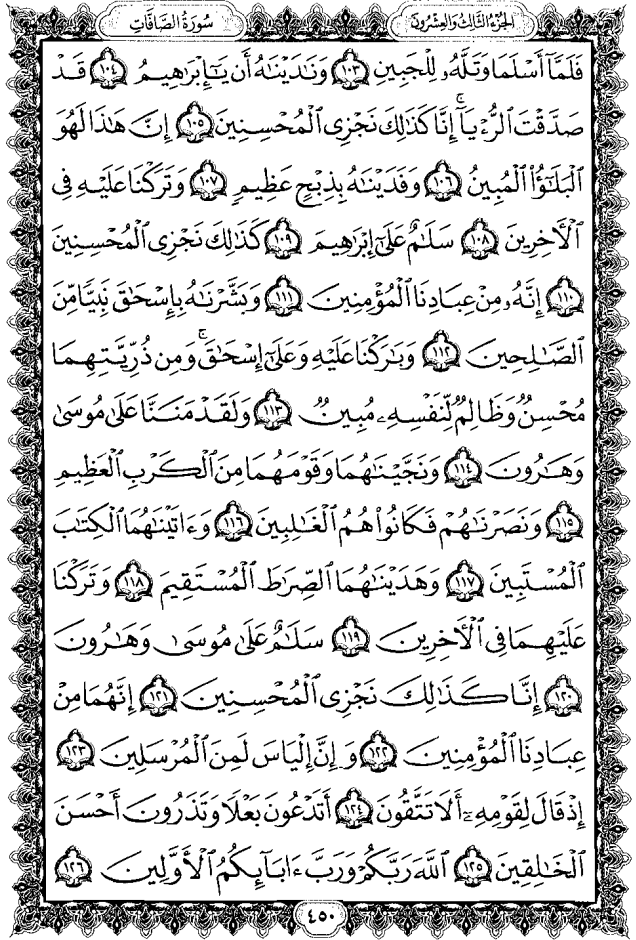 الجزء الثالث والعشرون سورة الصافات
فَلَمَّآ أَسْلَمَا وَتَلَّهُۥ لِلْجَبِينِ ١٠٣ وَنَٰدَيْنَٰهُ أَن يَٰٓإِبْرَٰهِيمُ ١٠٤ قَدْ
صَدَّقْتَ ٱلرُّءْيَآۚ إِنَّا كَذَٰلِكَ نَجْزِى ٱلْمُحْسِنِينَ ١٠٥ إِنَّ هَٰذَا لَهُوَ
ٱلْبَلَٰٓؤُا۟ ٱلْمُبِينُ ١٠٦ وَفَدَيْنَٰهُ بِذِبْحٍ عَظِيمٍ ١٠٧ وَتَرَكْنَا عَلَيْهِ فِى
ٱلْءَاخِرِينَ ١٠٨ سَلَٰمٌ عَلَىٰٓ إِبْرَٰهِيمَ ١٠٩ كَذَٰلِكَ نَجْزِى ٱلْمُحْسِنِينَ
١١٠ إِنَّهُۥ مِنْ عِبَادِنَا ٱلْمُؤْمِنِينَ ١١١ وَبَشَّرْنَٰهُ بِإِسْحَٰقَ نَبِيًّا مِّنَ
ٱلصَّٰلِحِينَ ١١٢ وَبَٰرَكْنَا عَلَيْهِ وَعَلَىٰٓ إِسْحَٰقَۚ وَمِن ذُرِّيَّتِهِمَا
مُحْسِنٌ وَظَالِمٌ لِّنَفْسِهِۦ مُبِينٌ ١١٣ وَلَقَدْ مَنَنَّا عَلَىٰ مُوسَىٰ
وَهَٰرُونَ ١١٤ وَنَجَّيْنَٰهُمَا وَقَوْمَهُمَا مِنَ ٱلْكَرْبِ ٱلْعَظِيمِ
١١٥ وَنَصَرْنَٰهُمْ فَكَانُوا۟ هُمُ ٱلْغَٰلِبِينَ ١١٦ وَءَاتَيْنَٰهُمَا ٱلْكِتَٰبَ
ٱلْمُسْتَبِينَ ١١٧ وَهَدَيْنَٰهُمَا ٱلصِّرَٰطَ ٱلْمُسْتَقِيمَ ١١٨ وَتَرَكْنَا
عَلَيْهِمَا فِى ٱلْءَاخِرِينَ ١١٩ سَلَٰمٌ عَلَىٰ مُوسَىٰ وَهَٰرُونَ
١٢٠ إِنَّا كَذَٰلِكَ نَجْزِى ٱلْمُحْسِنِينَ ١٢١ إِنَّهُمَا مِنْ
عِبَادِنَا ٱلْمُؤْمِنِينَ ١٢٢ وَإِنَّ إِلْيَاسَ لَمِنَ ٱلْمُرْسَلِينَ ١٢٣
إِذْ قَالَ لِقَوْمِهِۦٓ أَلَا تَتَّقُونَ ١٢٤ أَتَدْعُونَ بَعْلًا وَتَذَرُونَ أَحْسَنَ
ٱلْخَٰلِقِينَ ١٢٥ ٱللَّهَ رَبَّكُمْ وَرَبَّ ءَابَآئِكُمُ ٱلْأَوَّلِينَ ١٢٦
٤٥٠